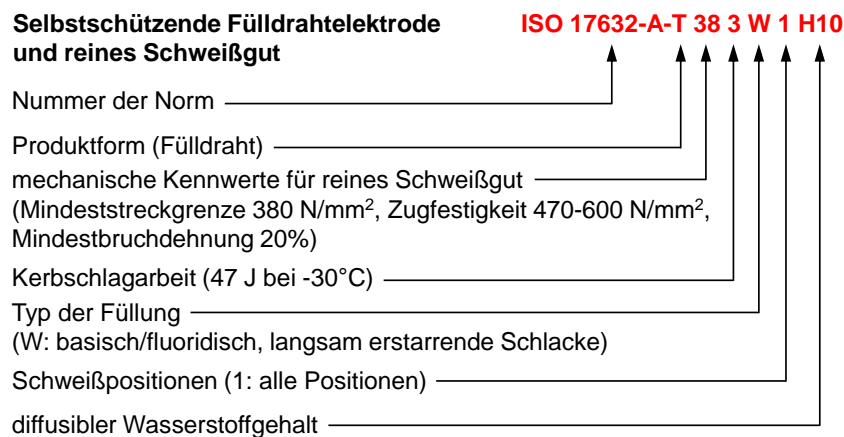 Selbstschützende Fülldrahtelektrode ISO 17632-A-T 38 3 W 1 H10
und reines Schweißgut
Nummer der Norm
Produktform (Fülldraht)
mechanische Kennwerte für reines Schweißgut
(Mindeststreckgrenze 380 N/mm², Zugfestigkeit 470-600 N/mm²,
Mindestbruchdehnung 20%)
Kerbschlagarbeit (47 J bei -30°C)
Typ der Füllung
(W: basisch/fluoridisch, langsam erstarrende Schlacke)
Schweißpositionen (1: alle Positionen)
diffusibler Wasserstoffgehalt